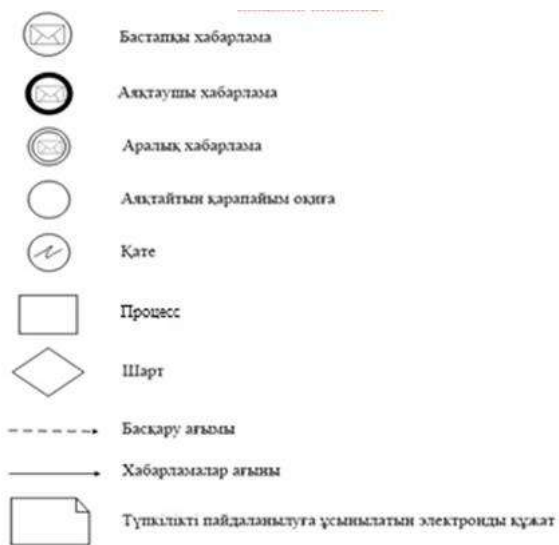 Бастапқы хабарлама
Аяқтаушы хабарлама
Аралық хабарлама
Аяқтайтын қарапайым оқиға
Қате
Процесс
Шарт
Басқару ағымы
Хабарламалар ағыны
Түпкілікті пайдаланылуға ұсынылатын электронды құжат